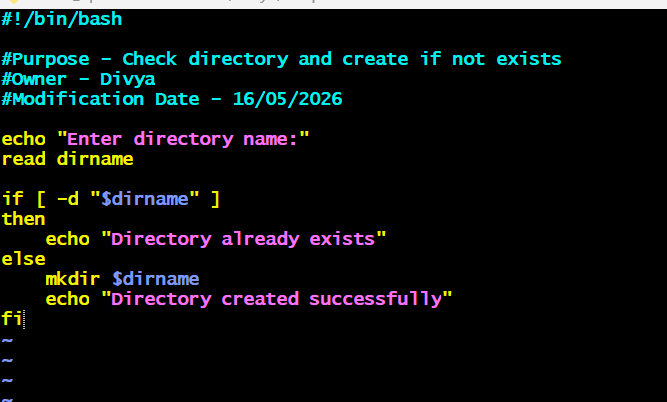 #!/bin/bash
#Purpose - Check directory and create if not exists
#Owner - Divya
#Modification Date - 16/05/2026
echo "Enter directory name:"
read dirname
if [ -d "$dirname" ]
then
    echo "Directory already exists"
else
    mkdir $dirname
    echo "Directory created successfully"
fi
~
~
~
~